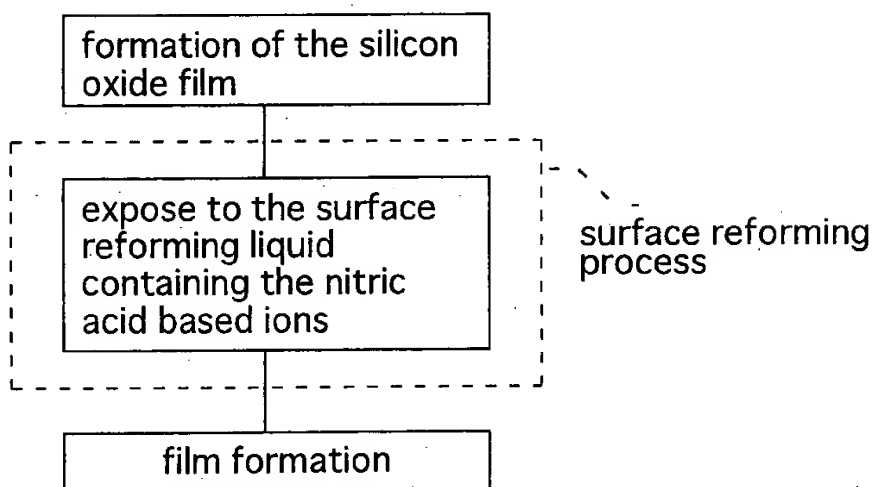 formation of the silicon
oxide film
expose to the surface
reforming liquid
containing the nitric
acid based ions
surface reforming
process
film formation